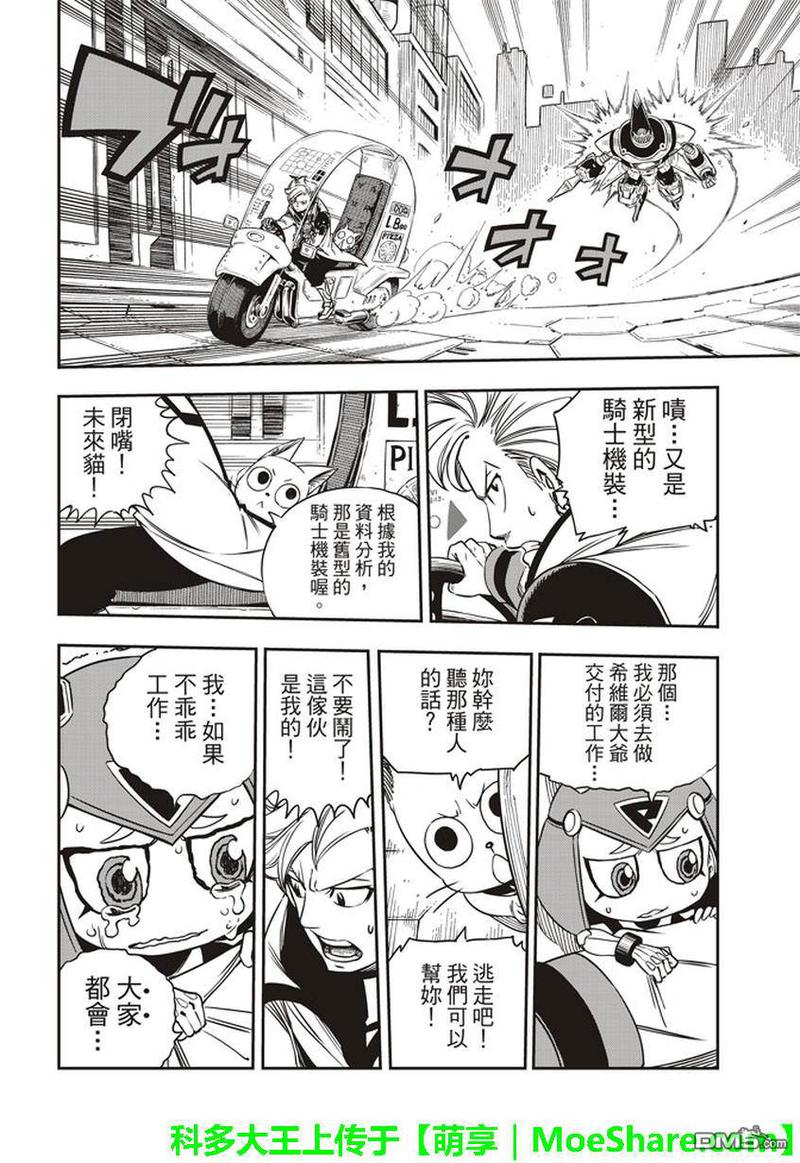 ブオオオ
L.Boo
PIZZA
嘖…又是
新型的
騎士機裝…
根據我的
資料分析，
那是舊型的
騎士機裝喔。
閉嘴！
未來貓！
L
PI
那個…
我必須去做
希維爾大爺
交付的工作…
妳幹麼
聽那種人
的話？
逃走吧！
我們可以
幫妳！
不要鬧了！
這傢伙
是我的！
我…如果
不乖乖
工作…
大家
都會…
科多大王上传于【萌享｜MoeShare.com】